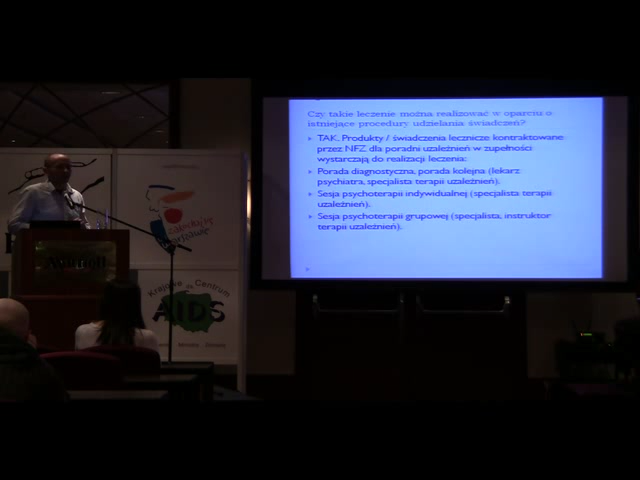 Czy takie leczenie można realizować w oparciu o
istniejące procedury udzielania świadczeń?
TAK, Produkty / świadczenia lecznicze kontraktowane
przez NFZ dla poradni uzależnień w zupełności
wystarczają do realizacji leczenia:
Porada diagnostyczna, porada kolejna (lekarz
psychiatra, specjalista terapii uzależnień).
Sesja psychoterapii indywidualnej (specjalista terapii
uzależnień).
Sesja psychoterapii grupowej (specjalista, instruktor
terapii uzależnień).
Marriott
Krajowe Centrum
ds.
AIDS